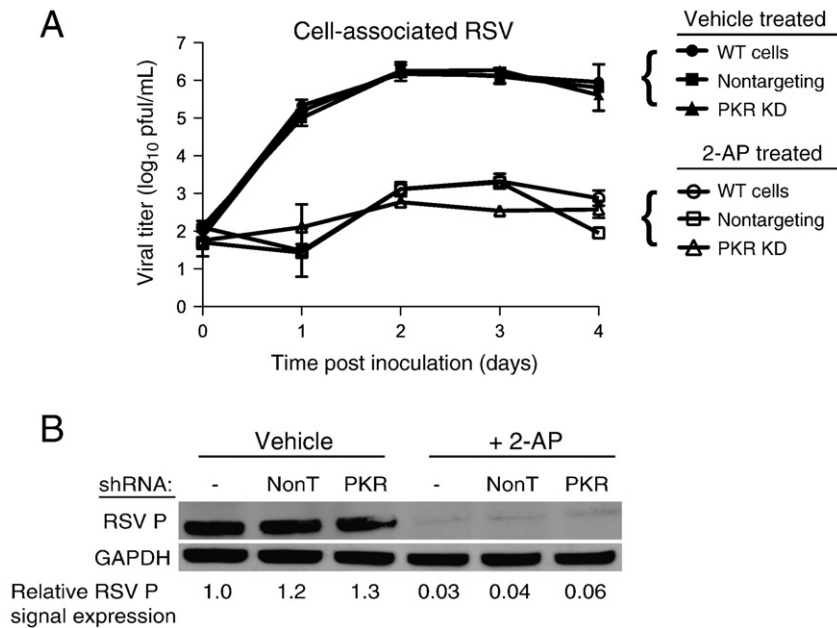 A
Cell-associated RSV
Viral titer (log10 pful/mL)
7
6
5
4
3
2
1
0
0 1 2 3 4
Time post inoculation (days)
Vehicle treated
WT cells
Nontargeting
PKR KD
2-AP treated
WT cells
Nontargeting
PKR KD
B
Vehicle + 2-AP
shRNA: - NonT PKR - NonT PKR
RSV P
GAPDH
Relative RSV P 1.0 1.2 1.3 0.03 0.04 0.06
signal expression